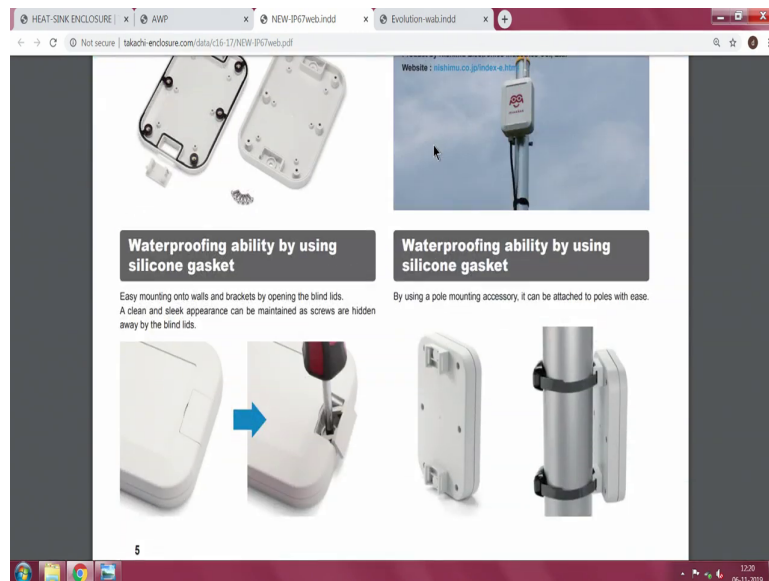 HEAT-SINK ENCLOSURE |
AWP
NEW-IP67web.indd
Evolution-wab.indd
Not secure | takachi-enclosure.com/data/c16-17/NEW-IP67web.pdf
Website : nishimu.co.jp/index-e.htm
Waterproofing ability by using
silicone gasket
Easy mounting onto walls and brackets by opening the blind lids.
A clean and sleek appearance can be maintained as screws are hidden
away by the blind lids.
Waterproofing ability by using
silicone gasket
By using a pole mounting accessory, it can be attached to poles with ease.
5
12:20
06-11-2019